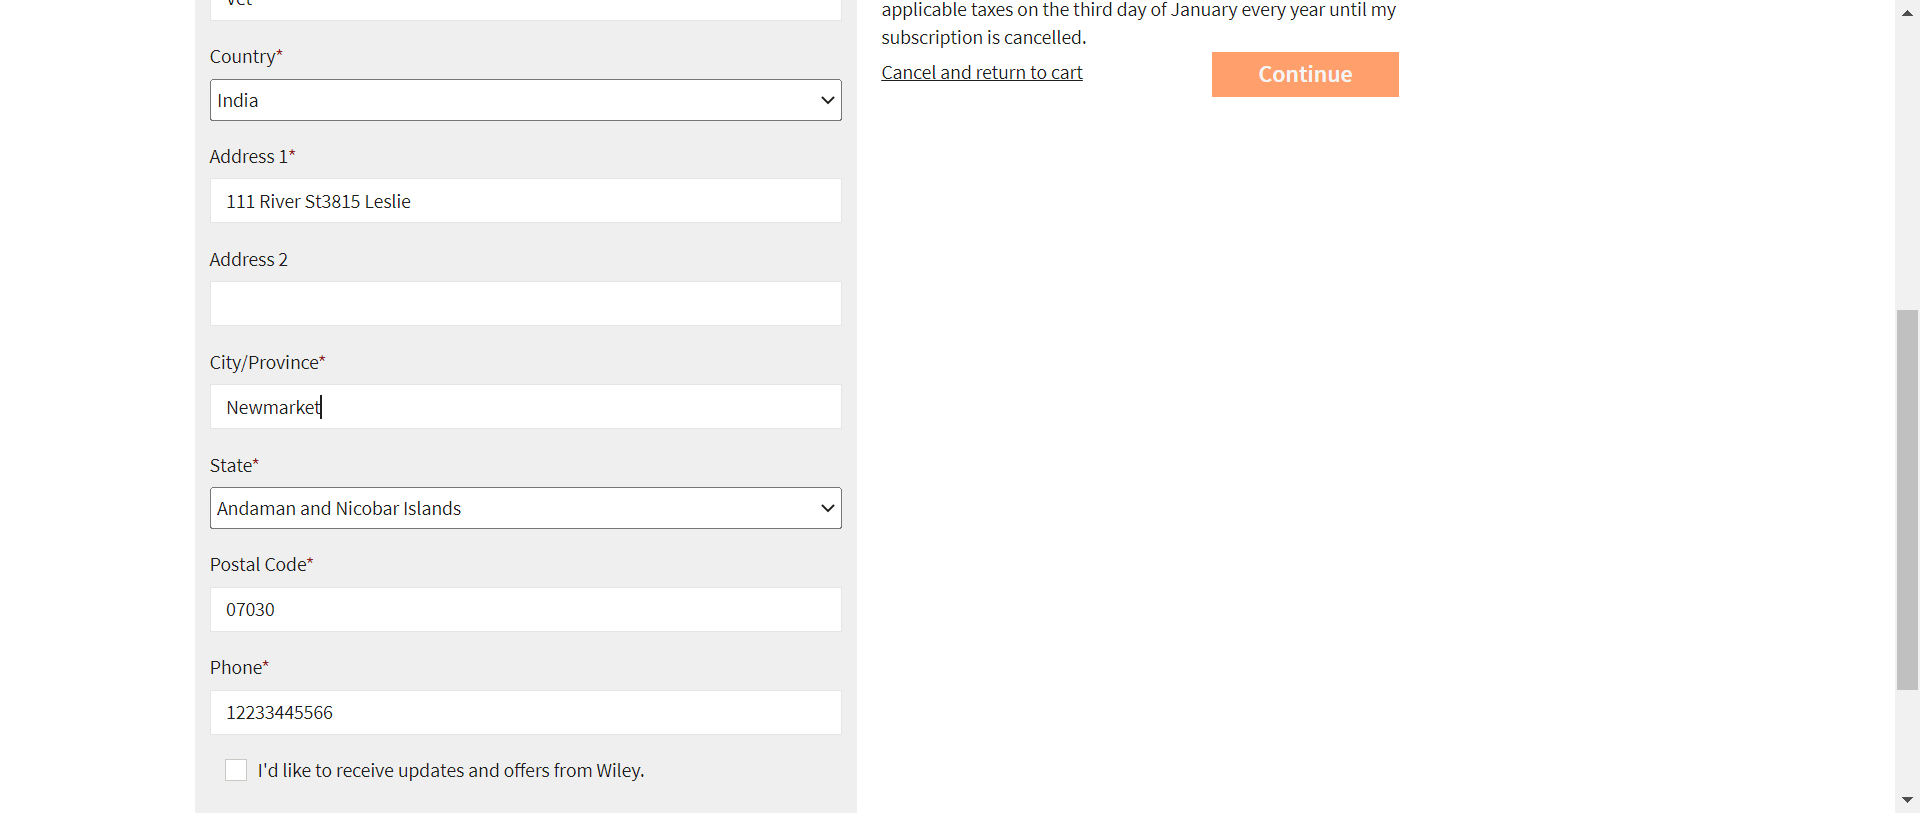 Country*
India
Address 1*
111 River St3815 Leslie
Address 2
City/Province*
Newmarket
State*
Andaman and Nicobar Islands
Postal Code*
07030
Phone*
12233445566
I'd like to receive updates and offers from Wiley.
applicable taxes on the third day of January every year until my
subscription is cancelled.
Cancel and return to cart
Continue